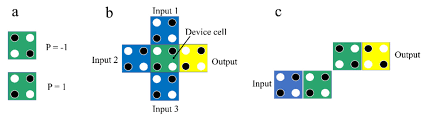 a
b
c
Input 1
Device cell
P = -1
Input 2
Output
P = 1
Input 3
Output
Input